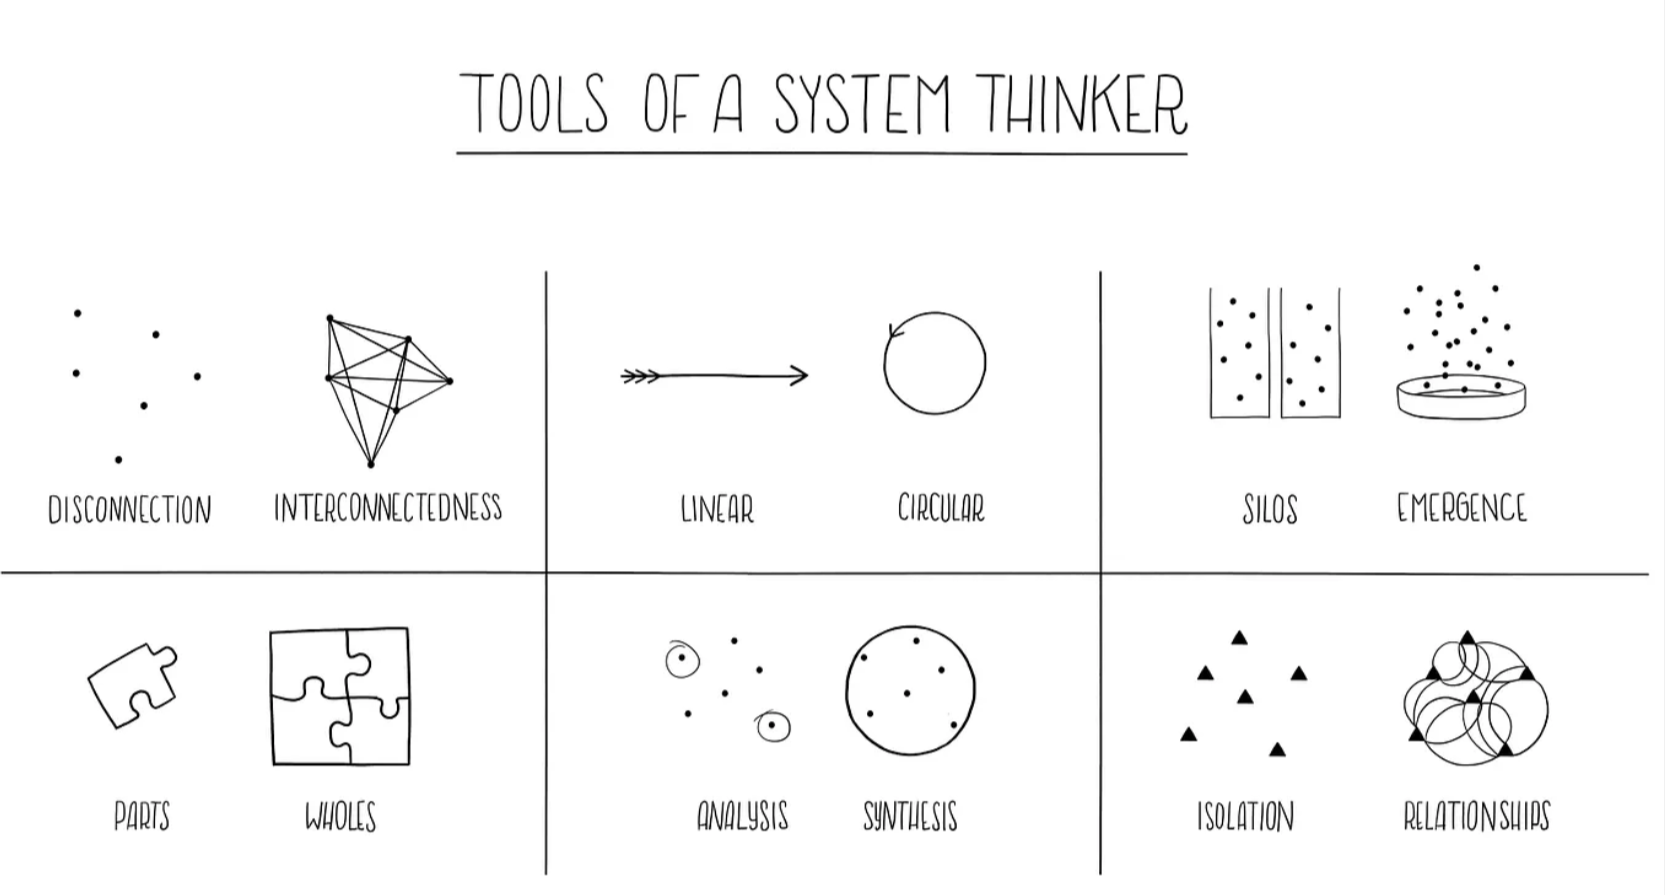 TOOLS OF A SYSTEM THINKER
DISCONNECTION
INTERCONNECTEDNESS
LINEAR
CIRCULAR
SILOS
EMERGENCE
PARTS
WHOLES
ANALYSIS
SYNTHESIS
ISOLATION
RELATIONSHIPS